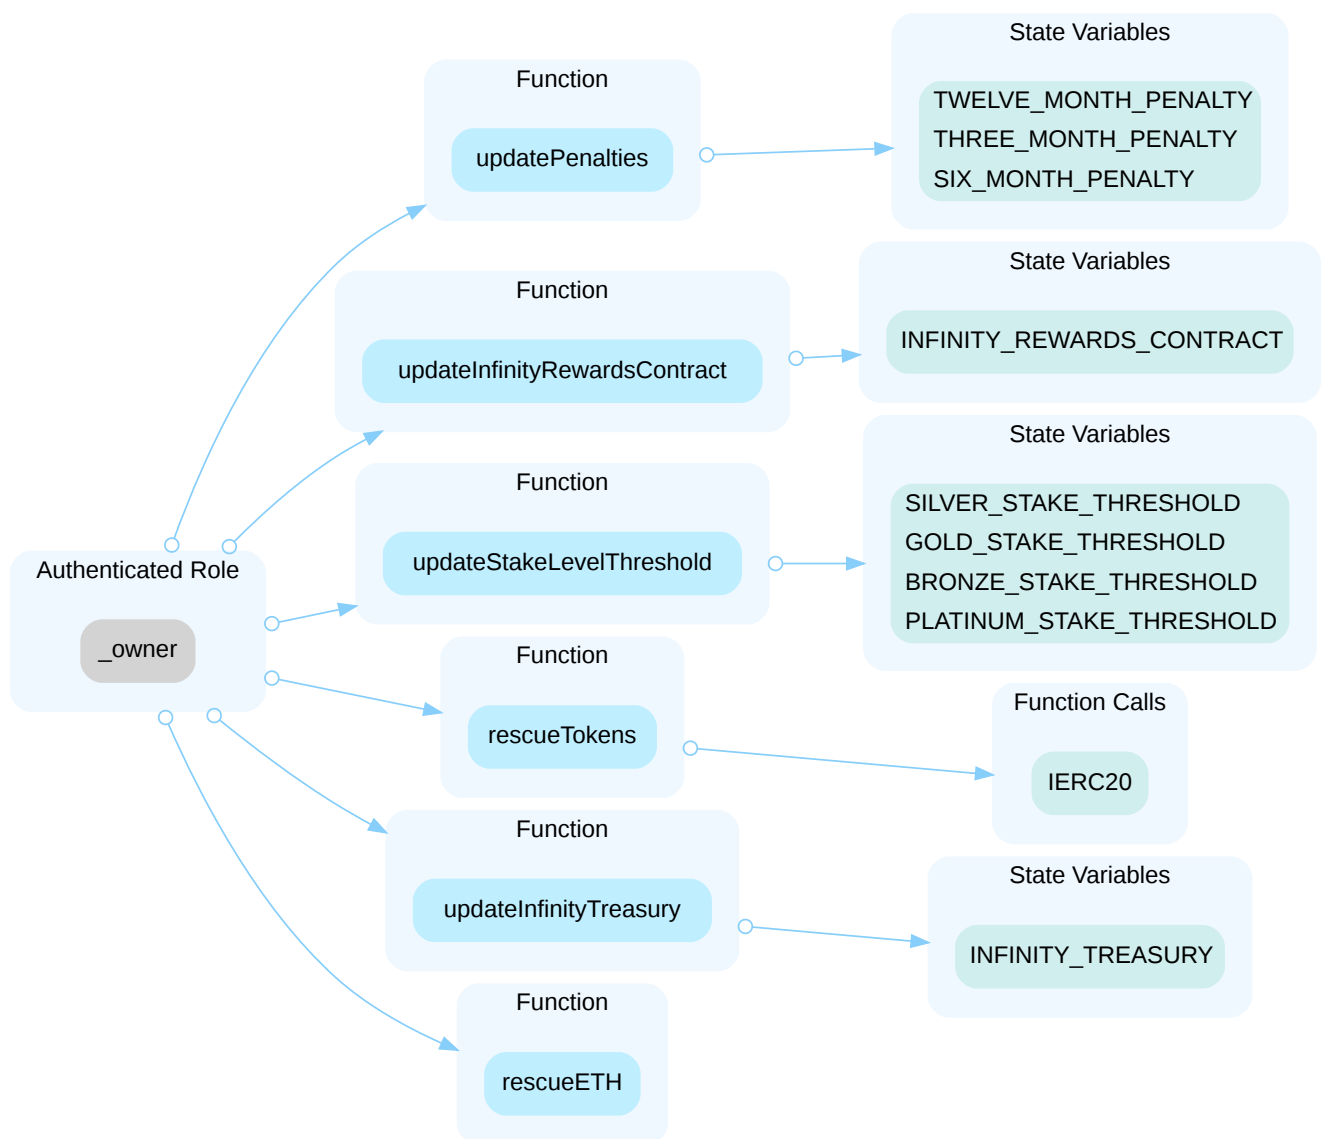 Authenticated Role
_owner
Function
updatePenalties
State Variables
TWELVE_MONTH_PENALTY
THREE_MONTH_PENALTY
SIX_MONTH_PENALTY
Function
updateInfinityRewardsContract
State Variables
INFINITY_REWARDS_CONTRACT
Function
updateStakeLevelThreshold
State Variables
SILVER_STAKE_THRESHOLD
GOLD_STAKE_THRESHOLD
BRONZE_STAKE_THRESHOLD
PLATINUM_STAKE_THRESHOLD
Function
rescueTokens
Function Calls
IERC20
Function
updateInfinityTreasury
State Variables
INFINITY_TREASURY
Function
rescueETH